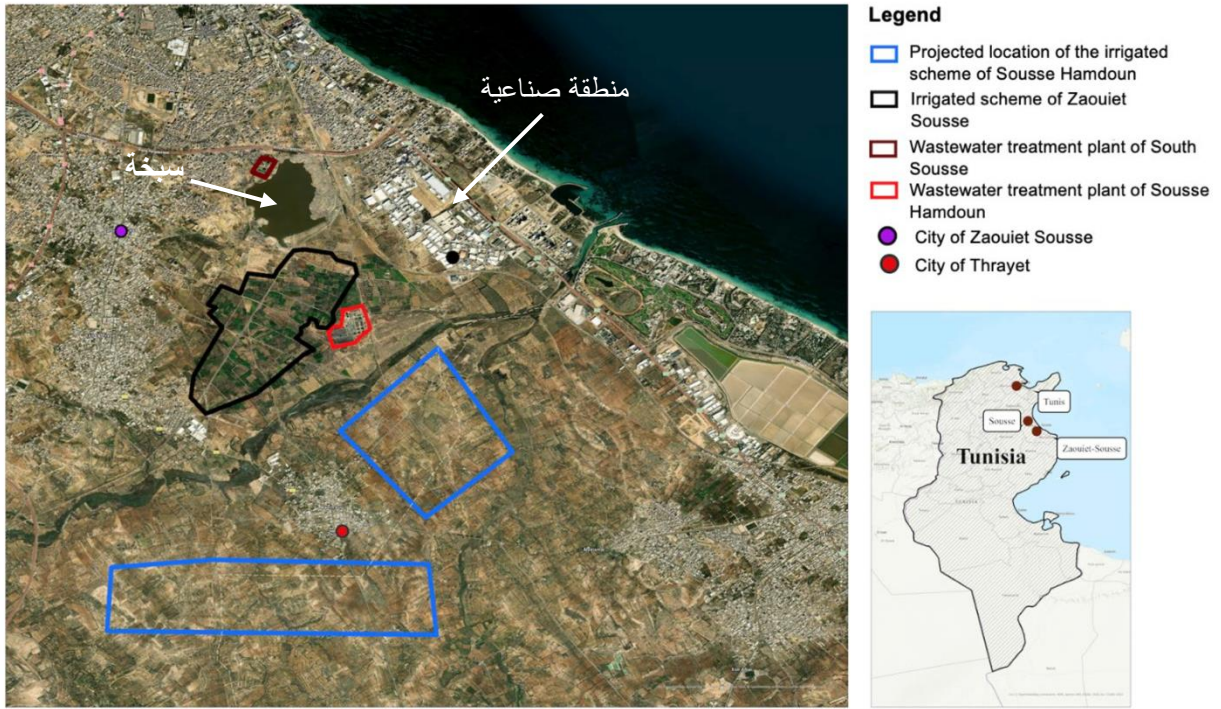 منطقة صناعية
سبخة
Legend
Projected location of the irrigated
scheme of Sousse Hamdoun
Irrigated scheme of Zaouiet
Sousse
Wastewater treatment plant of South
Sousse
Wastewater treatment plant of Sousse
Hamdoun
City of Zaouiet Sousse
City of Thrayet
Tunis
Sousse
Zaouiet-Sousse
Tunisia